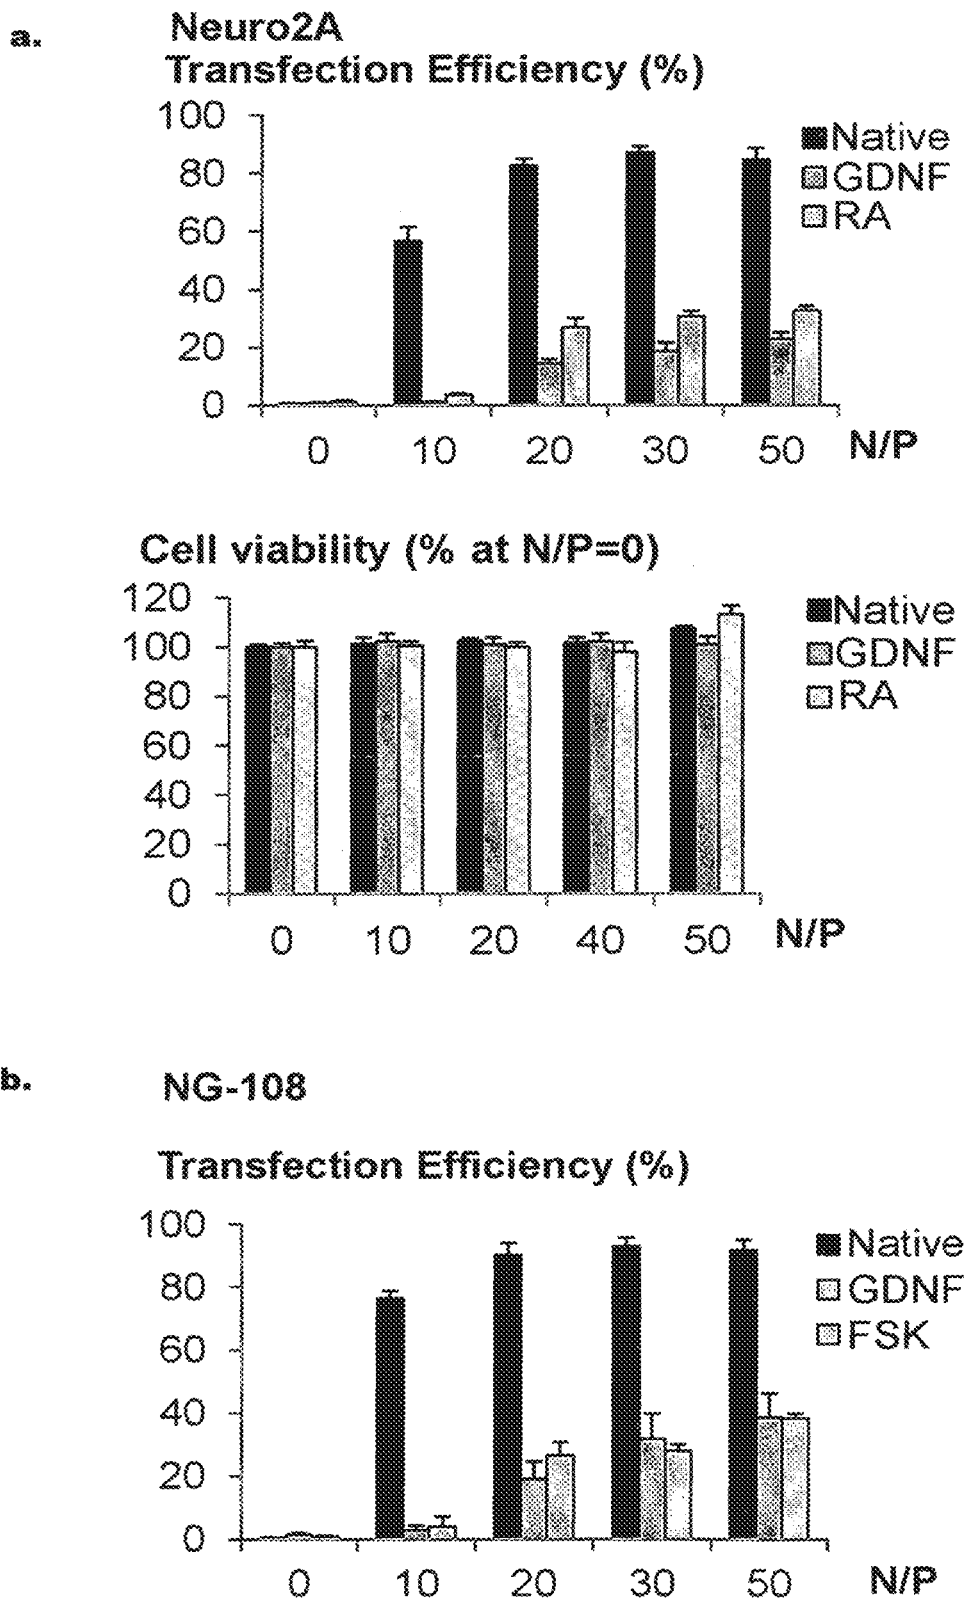 a.
Neuro2A
Transfection Efficiency (%)
100
80
60
40
20
0
Native
GDNF
RA
0 10 20 30 50 N/P
Cell viability (% at N/P=0)
120
100
80
60
40
20
0
Native
GDNF
RA
0 10 20 40 50 N/P
b.
NG-108
Transfection Efficiency (%)
100
80
60
40
20
0
Native
GDNF
FSK
0 10 20 30 50 N/P